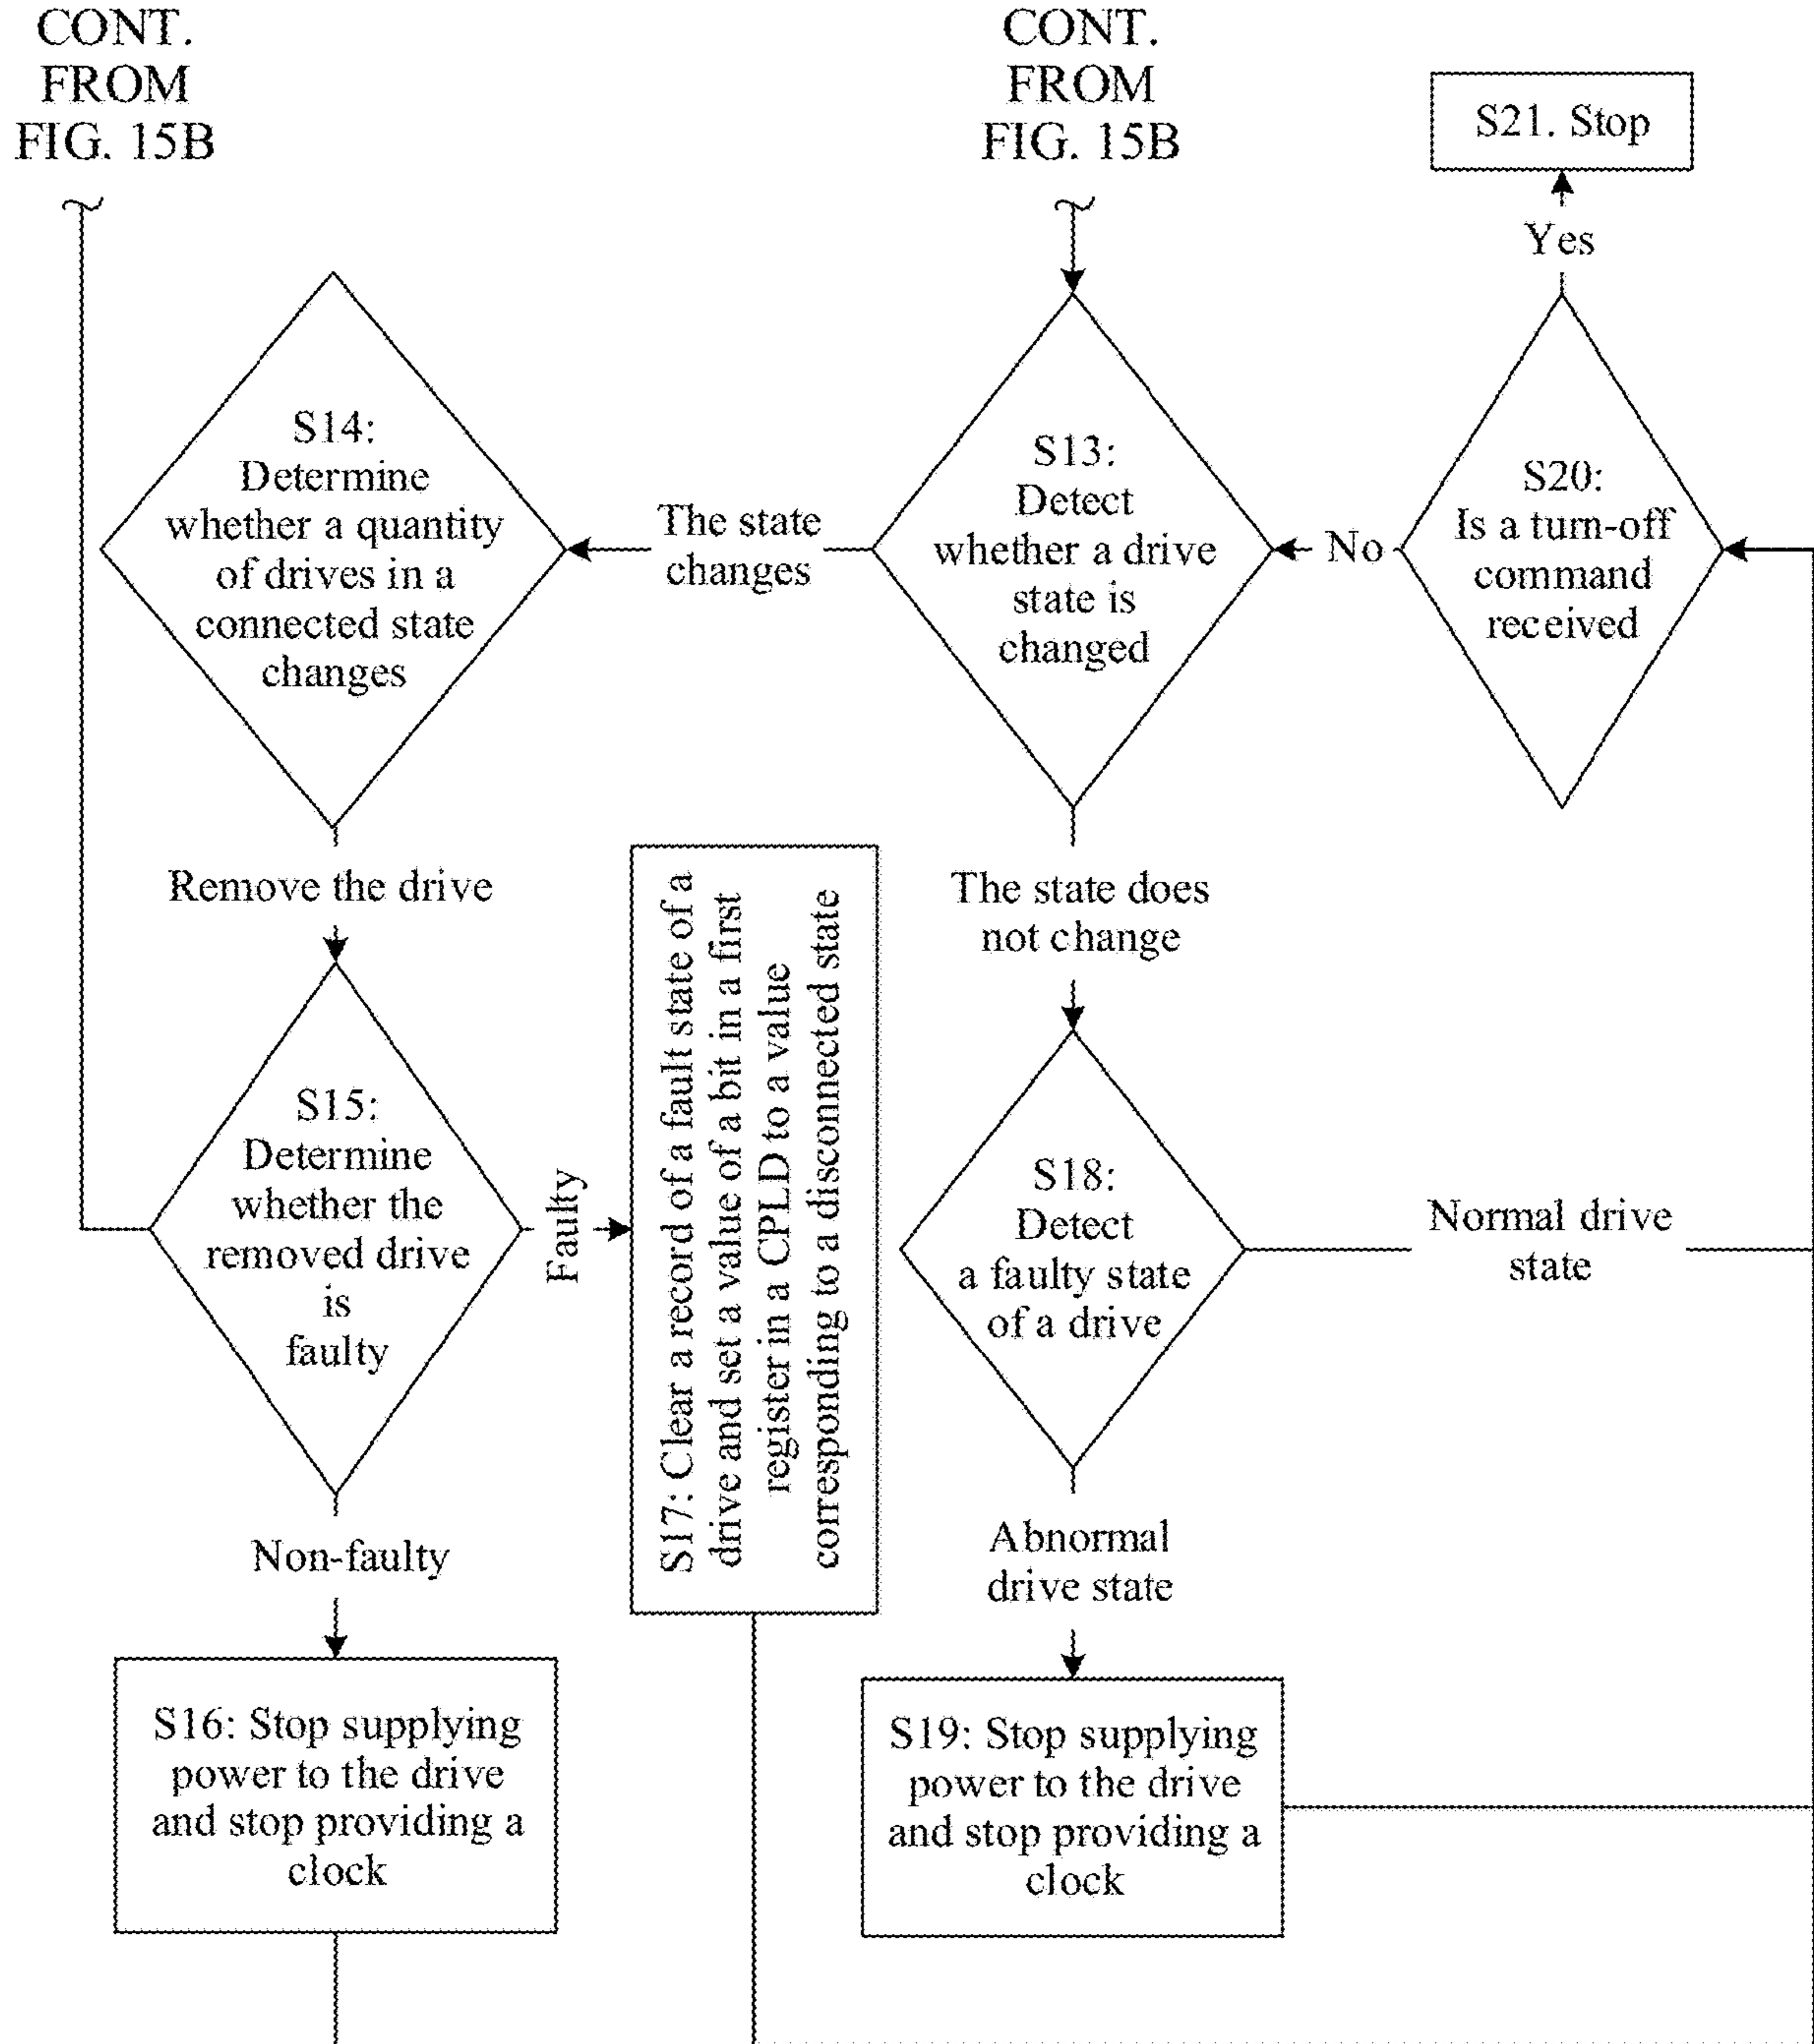 CONT.
FROM
FIG. 15B
CONT.
FROM
FIG. 15B
S21. Stop
Yes
S14:
Determine
whether a quantity
of drives in a
connected state
changes
The state
changes
S13:
Detect
whether a drive
state is
changed
No
S20:
Is a turn-off
command
received
Remove the drive
The state does
not change
S15:
Determine
whether the
removed drive
is
faulty
Faulty
S17: Clear a record of a fault state of a
drive and set a value of a bit in a first
register in a CPLD to a value
corresponding to a disconnected state
S18:
Detect
a faulty state
of a drive
Normal drive
state
Non-faulty
Abnormal
drive state
S16: Stop supplying
power to the drive
and stop providing a
clock
S19: Stop supplying
power to the drive
and stop providing a
clock